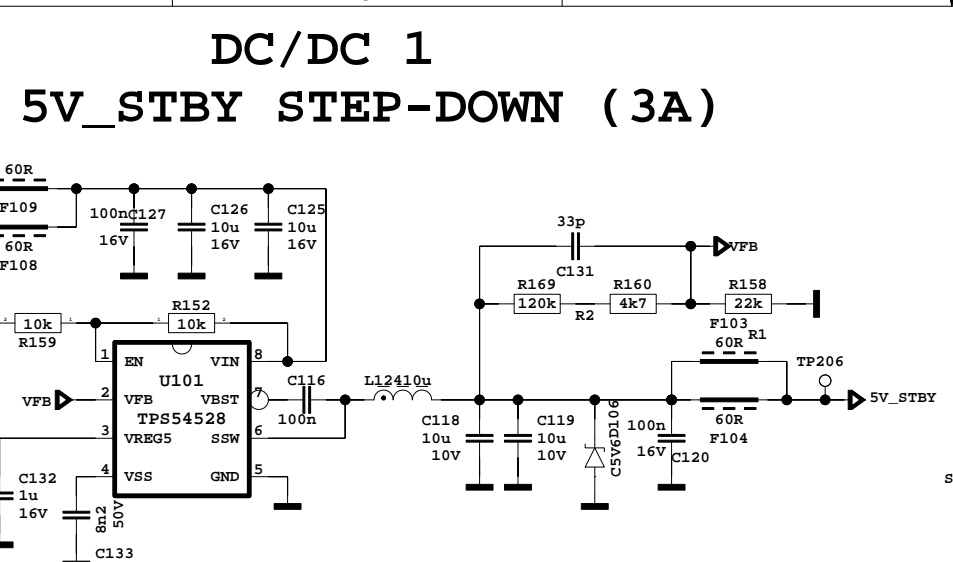 DC/DC 1
5V_STBY STEP-DOWN (3A)
60R
F109
60R
F108
100n
C127
16V
C126
10u
16V
C125
10u
16V
33p
C131
VFB
R169
120k
R2
R160
4k7
R158
22k
F103
R1
60R
10k
R159
R152
10k
1
EN
VIN
8
U101
VFB
2
VFB
VBST
7
TPS54528
3
VREG5
SSW
6
4
VSS
GND
5
C116
100n
L124
10u
C118
10u
10V
C119
10u
10V
C5V6
D106
100n
16V
C120
60R
F104
TP206
5V_STBY
C132
1u
16V
8n2
50V
C133
S